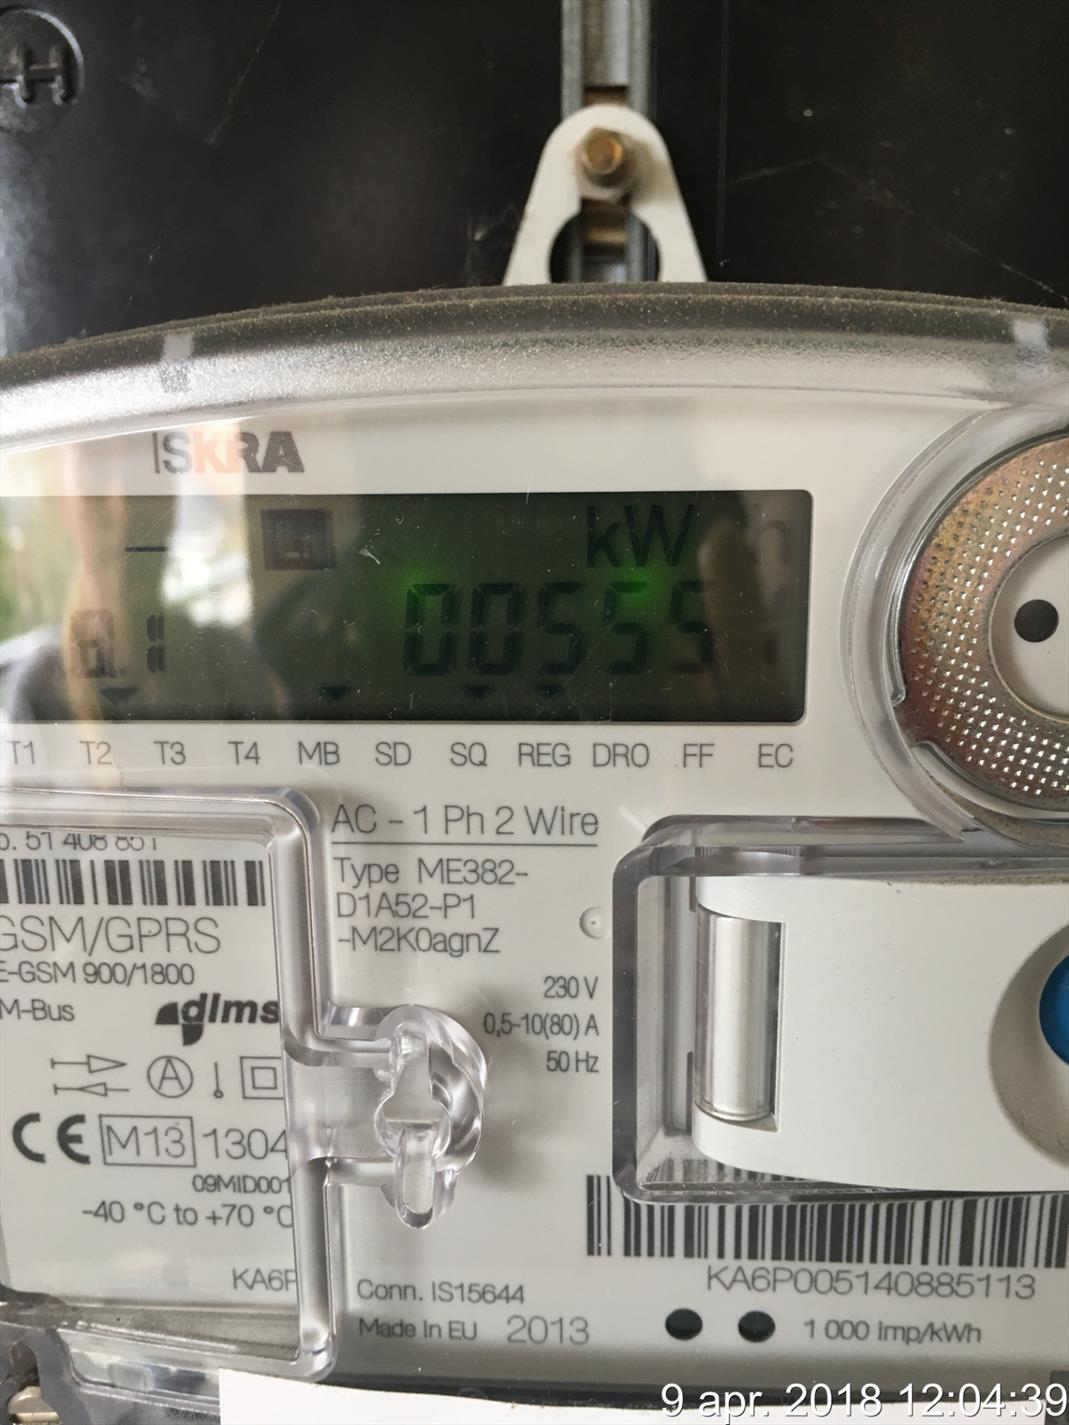 H
ISKRA
kW
00555
T1 T2 T3 T4 MB SD SQ REG DRO FF EC
AC - 1 Ph 2 Wire
o. 51 408 851
Type ME382-
D1A52-P1
-M2K0agnZ
GSM/GPRS
E-GSM 900/1800
M-Bus
dlms
230 V
0,5-10(80) A
50 Hz
A
CE M13 1304
09MID001
-40 °C to +70 °C
KA6P
Conn. IS15644
Made In EU 2013
KA6P005140885113
1 000 Imp/kWh
9 apr. 2018 12:04:39